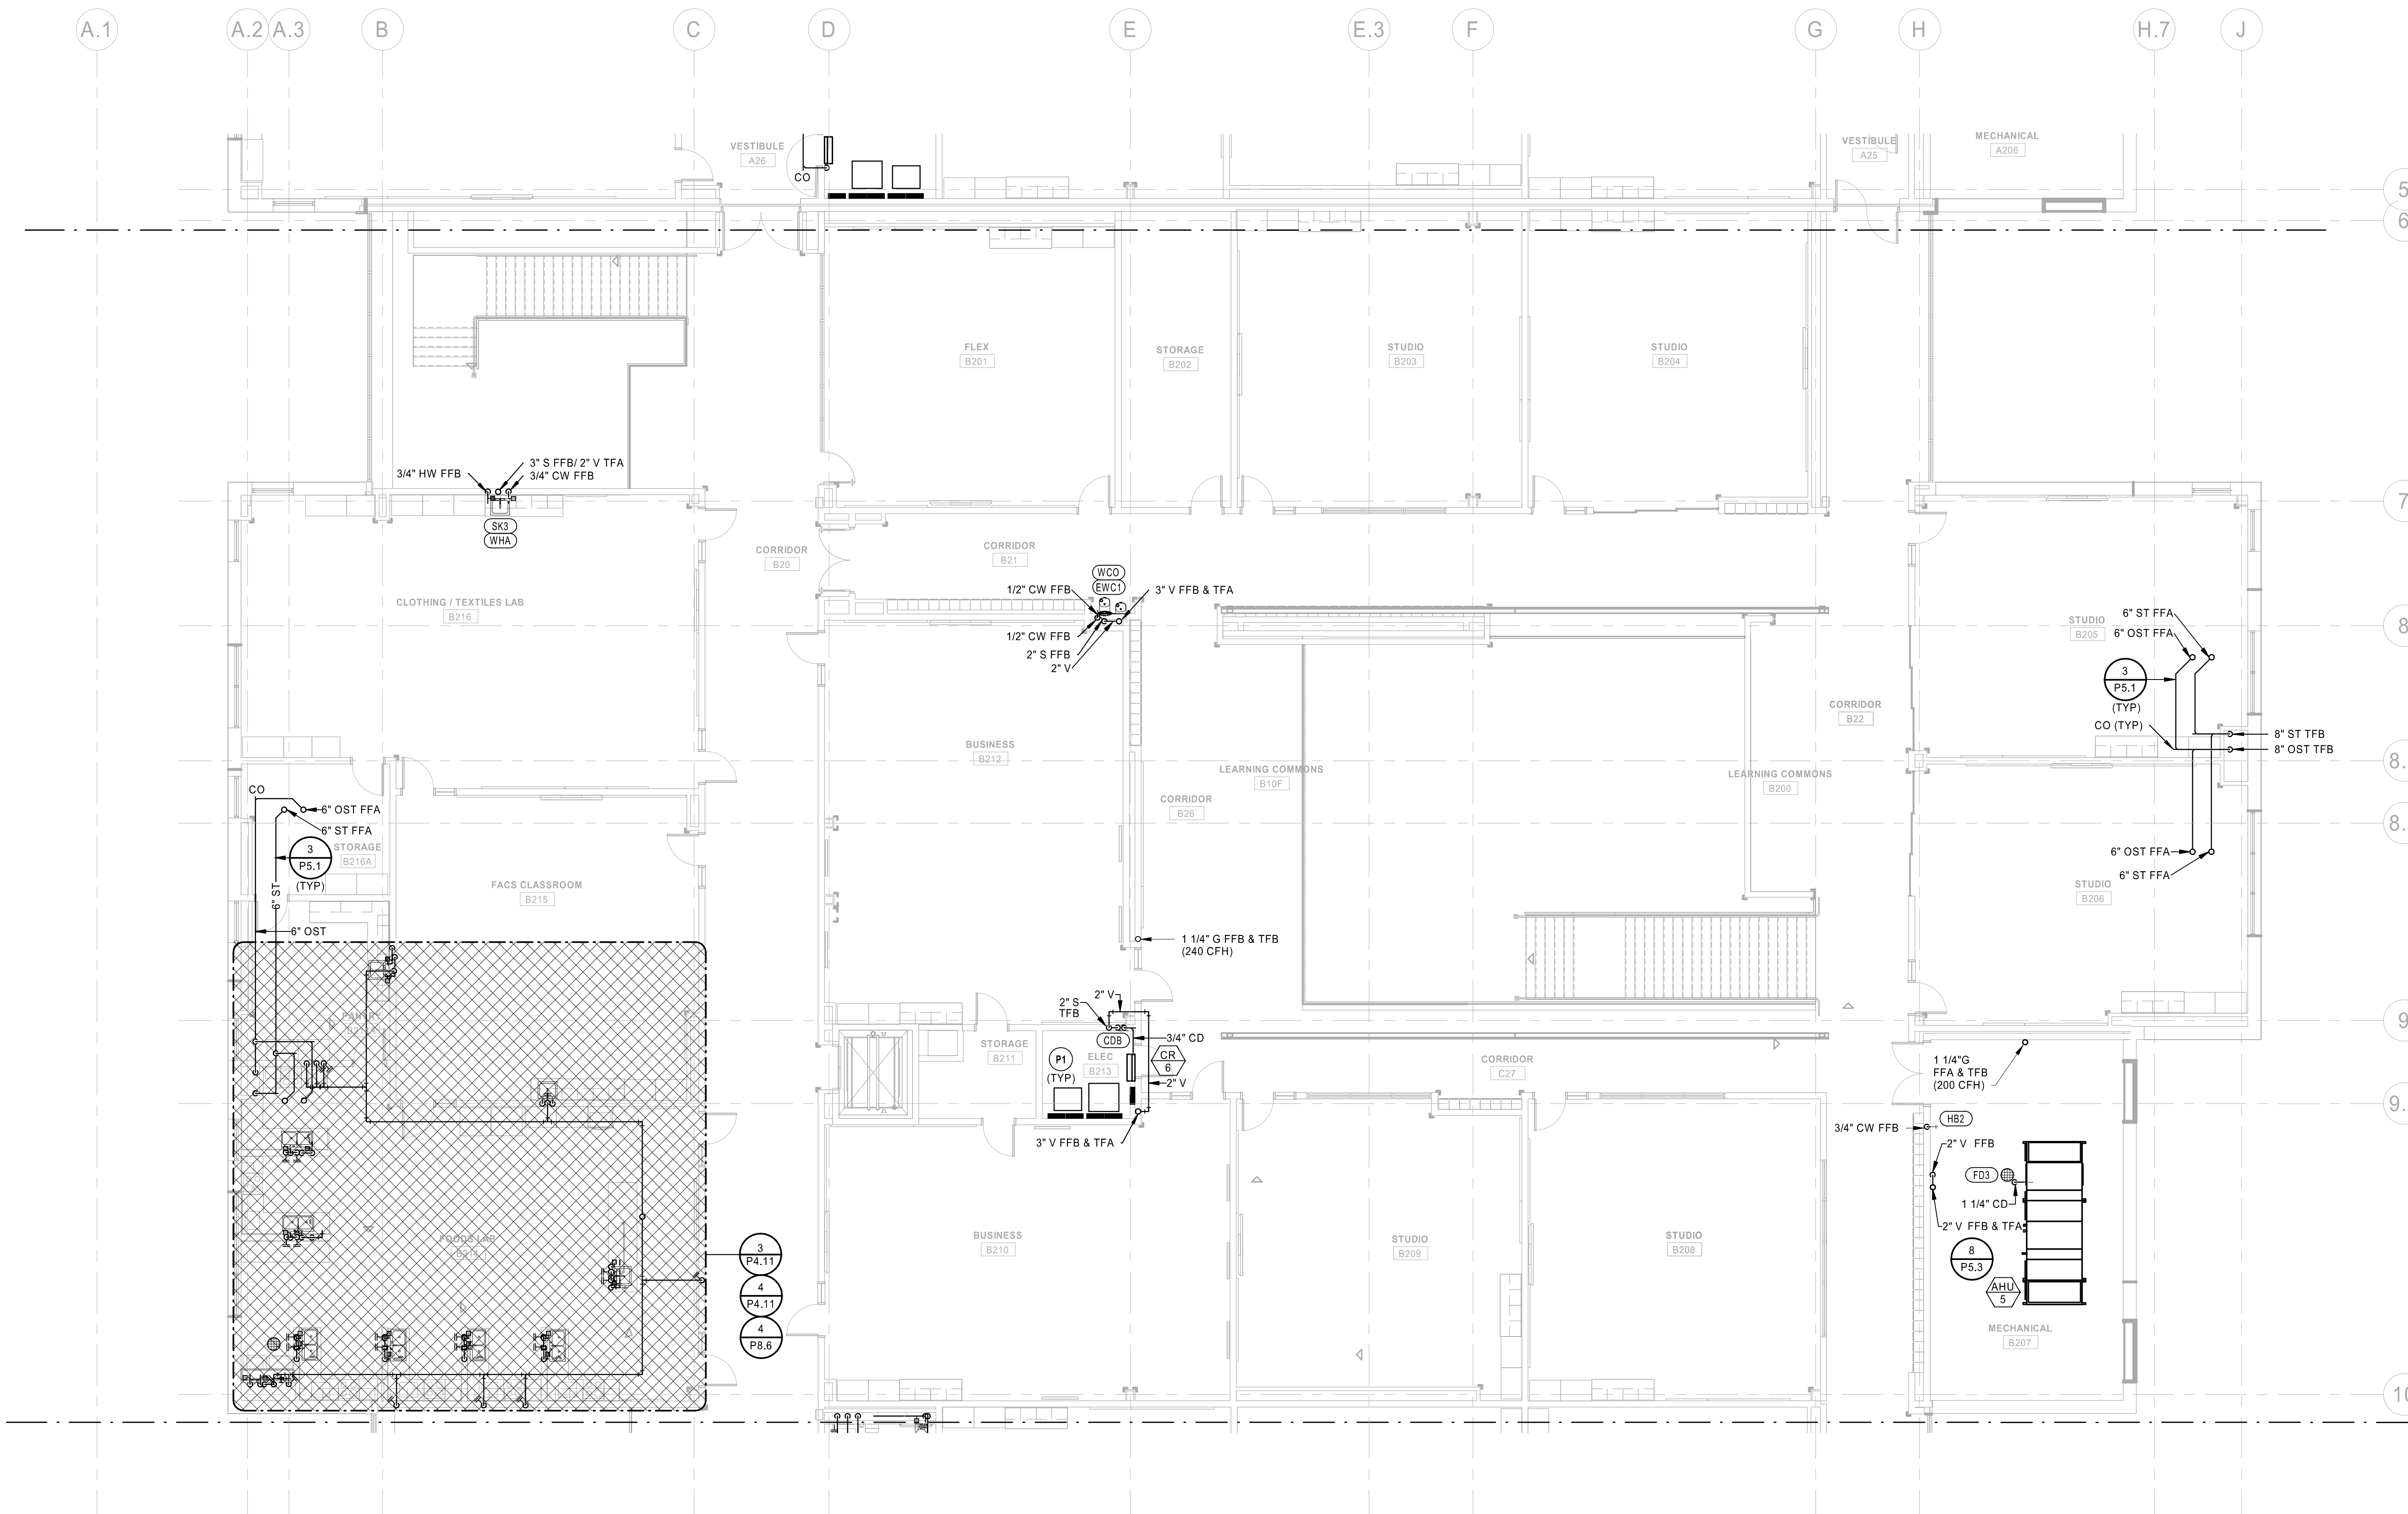 A.1
A.2
A.3
B
C
D
E
E.3
F
G
H
H.7
J
VESTIBULE
A26
CO
VESTIBULE
A25
MECHANICAL
A206
5
6
FLEX
B201
STORAGE
B202
STUDIO
B203
STUDIO
B204
3/4" HW FFB
3" S FFB/ 2" V TFA
3/4" CW FFB
SK3
WHA
7
CORRIDOR
B20
CORRIDOR
B21
WCO
EWC1
1/2" CW FFB
3" V FFB & TFA
1/2" CW FFB
2" S FFB
2" V
CLOTHING / TEXTILES LAB
B216
STUDIO
B205
6" ST FFA
6" OST FFA
8
3
P5.1
(TYP)
CO (TYP)
8" ST TFB
8" OST TFB
CORRIDOR
B22
BUSINESS
B212
LEARNING COMMONS
B10F
LEARNING COMMONS
B200
CORRIDOR
B26
CO
6" OST FFA
6" ST FFA
3
P5.1
(TYP)
STORAGE
B216A
6" ST
6" OST
FACS CLASSROOM
B215
6" OST FFA
6" ST FFA
STUDIO
B206
1 1/4" G FFB & TFB
(240 CFH)
PANTRY
2" V
2" S
TFB
CDB
3/4" CD
CR
6
2" V
P1
(TYP)
STORAGE
B211
ELEC
B213
3" V FFB & TFA
CORRIDOR
C27
9
1 1/4"G
FFA & TFB
(200 CFH)
3/4" CW FFB
HB2
2" V FFB
FD3
1 1/4" CD
2" V FFB & TFA
8
P5.3
AHU
5
MECHANICAL
B207
FOODS LAB
B214
3
P4.11
4
P4.11
4
P8.6
BUSINESS
B210
STUDIO
B209
STUDIO
B208
10